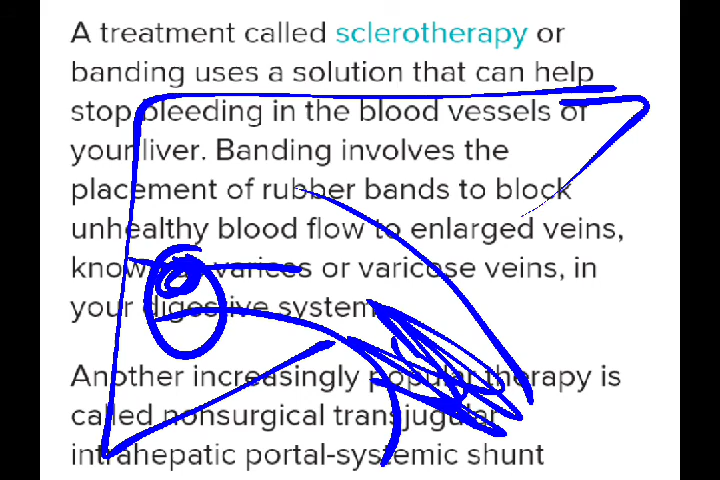 A treatment called sclerotherapy or
banding uses a solution that can help
stop bleeding in the blood vessels of
your liver. Banding involves the
placement of rubber bands to block
unhealthy blood flow to enlarged veins,
known as varices or varicose veins, in
your digestive system.
Another increasingly popular therapy is
called nonsurgical transjugular
intrahepatic portal-systemic shunt